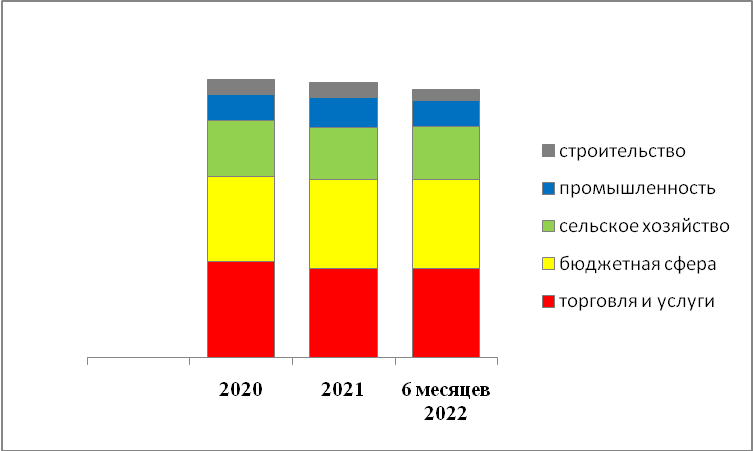 строительство
промышленность
сельское хозяйство
бюджетная сфера
торговля и услуги
2020
2021
6 месяцев
2022